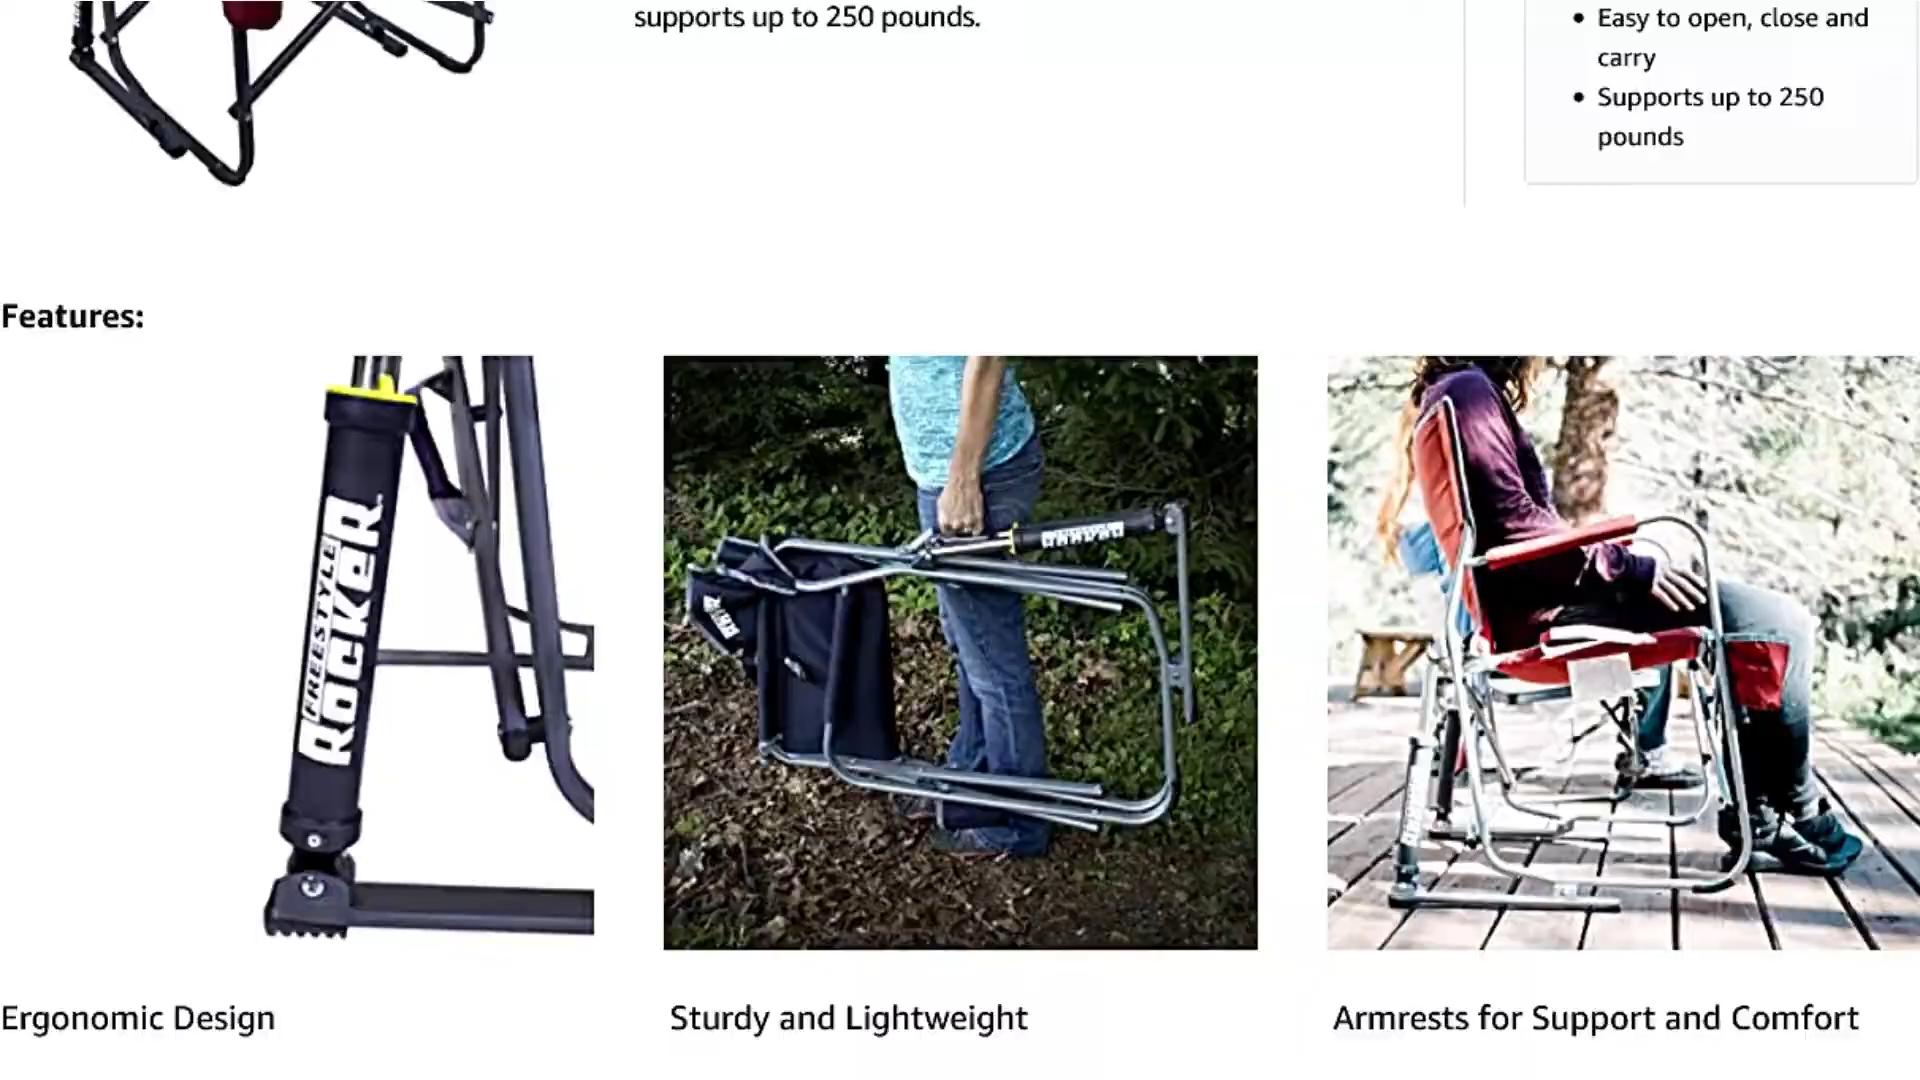 supports up to 250 pounds.
• Easy to open, close and
carry
• Supports up to 250
pounds
Features:
FREESTYLE
ROCKER
Ergonomic Design
Sturdy and Lightweight
Armrests for Support and Comfort